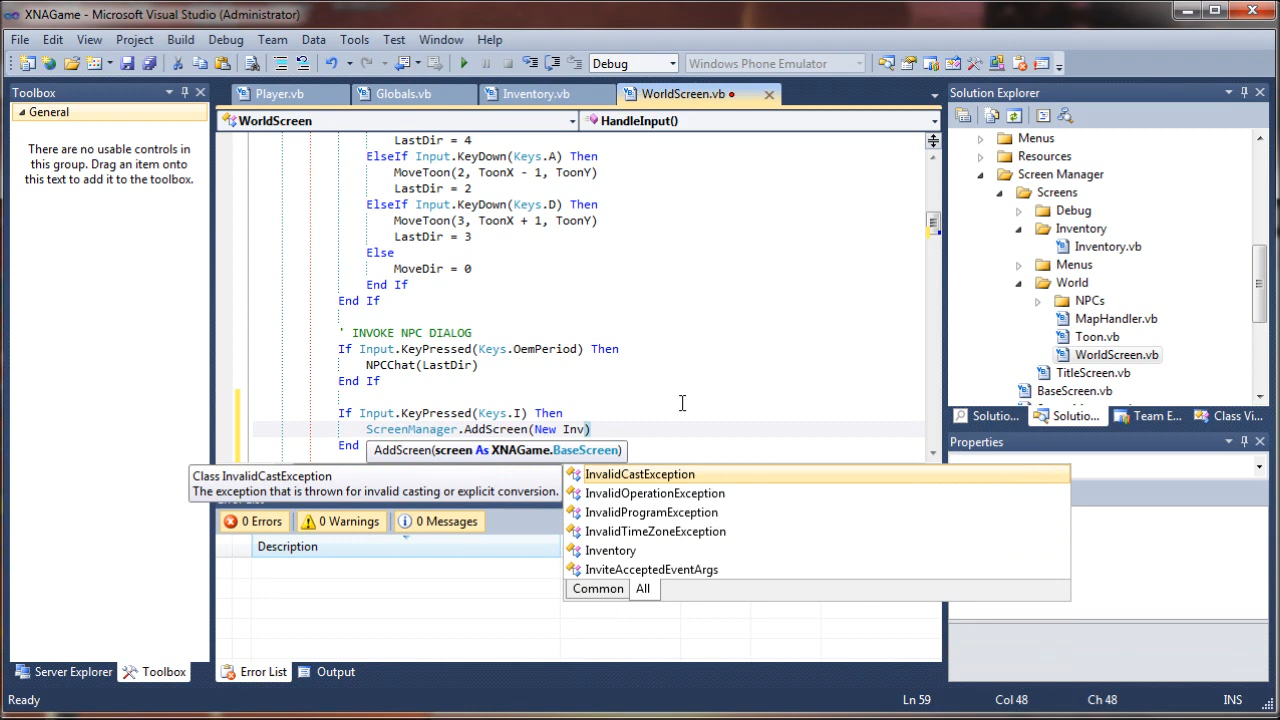 XNAGame - Microsoft Visual Studio (Administrator)
File Edit View Project Build Debug Team Data Tools Test Window Help
Debug Windows Phone Emulator
Toolbox
General
There are no usable controls in
this group. Drag an item onto
this text to add it to the toolbox.
Player.vb Globals.vb Inventory.vb WorldScreen.vb
WorldScreen HandleInput()
LastDir = 4
ElseIf Input.KeyDown(Keys.A) Then
MoveToon(2, ToonX - 1, ToonY)
LastDir = 2
ElseIf Input.KeyDown(Keys.D) Then
MoveToon(3, ToonX + 1, ToonY)
LastDir = 3
Else
MoveDir = 0
End If
End If
' INVOKE NPC DIALOG
If Input.KeyPressed(Keys.OemPeriod) Then
NPCChat(LastDir)
End If
If Input.KeyPressed(Keys.I) Then
ScreenManager.AddScreen(New Inv)
End
AddScreen(screen As XNAGame.BaseScreen)
Class InvalidCastException
The exception that is thrown for invalid casting or explicit conversion.
InvalidCastException
InvalidOperationException
InvalidProgramException
InvalidTimeZoneException
Inventory
InviteAcceptedEventArgs
Common All
0 Errors 0 Warnings 0 Messages
Description
Solution Explorer
Menus
Resources
Screen Manager
Screens
Debug
Inventory
Inventory.vb
Menus
World
NPCs
MapHandler.vb
Toon.vb
WorldScreen.vb
TitleScreen.vb
BaseScreen.vb
Solutio... Solutio... Team E... Class Vi...
Properties
Server Explorer Toolbox Error List Output
Ready Ln 59 Col 48 Ch 48 INS